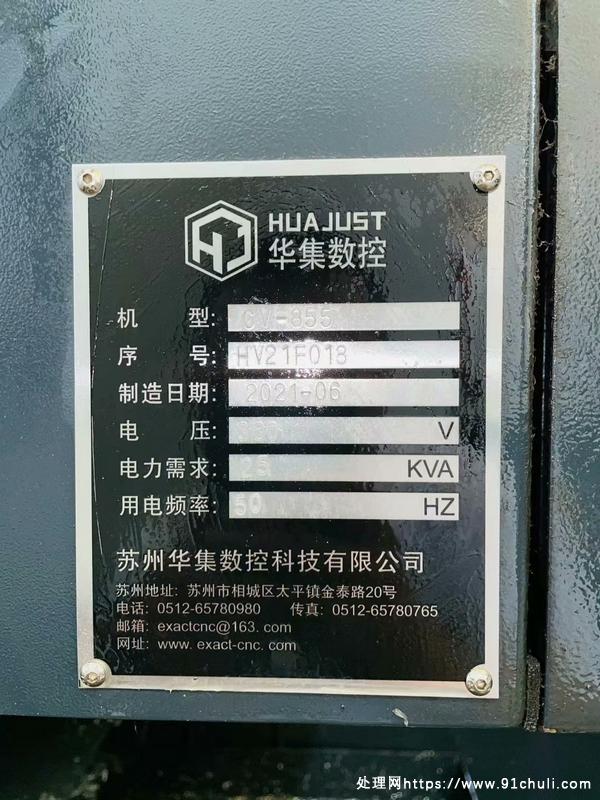 HUAJUST
华集数控
机 型: CV-855
序 号: HV21F018
制造日期: 2021-06
电 压: V
电力需求: 25 KVA
用电频率: 50 HZ
苏州华集数控科技有限公司
苏州地址: 苏州市相城区太平镇金泰路20号
电话: 0512-65780980 传真: 0512-65780765
邮箱: exactcnc@163. com
网址: www. exact-cnc. com
处理网https://www.91chuli.com